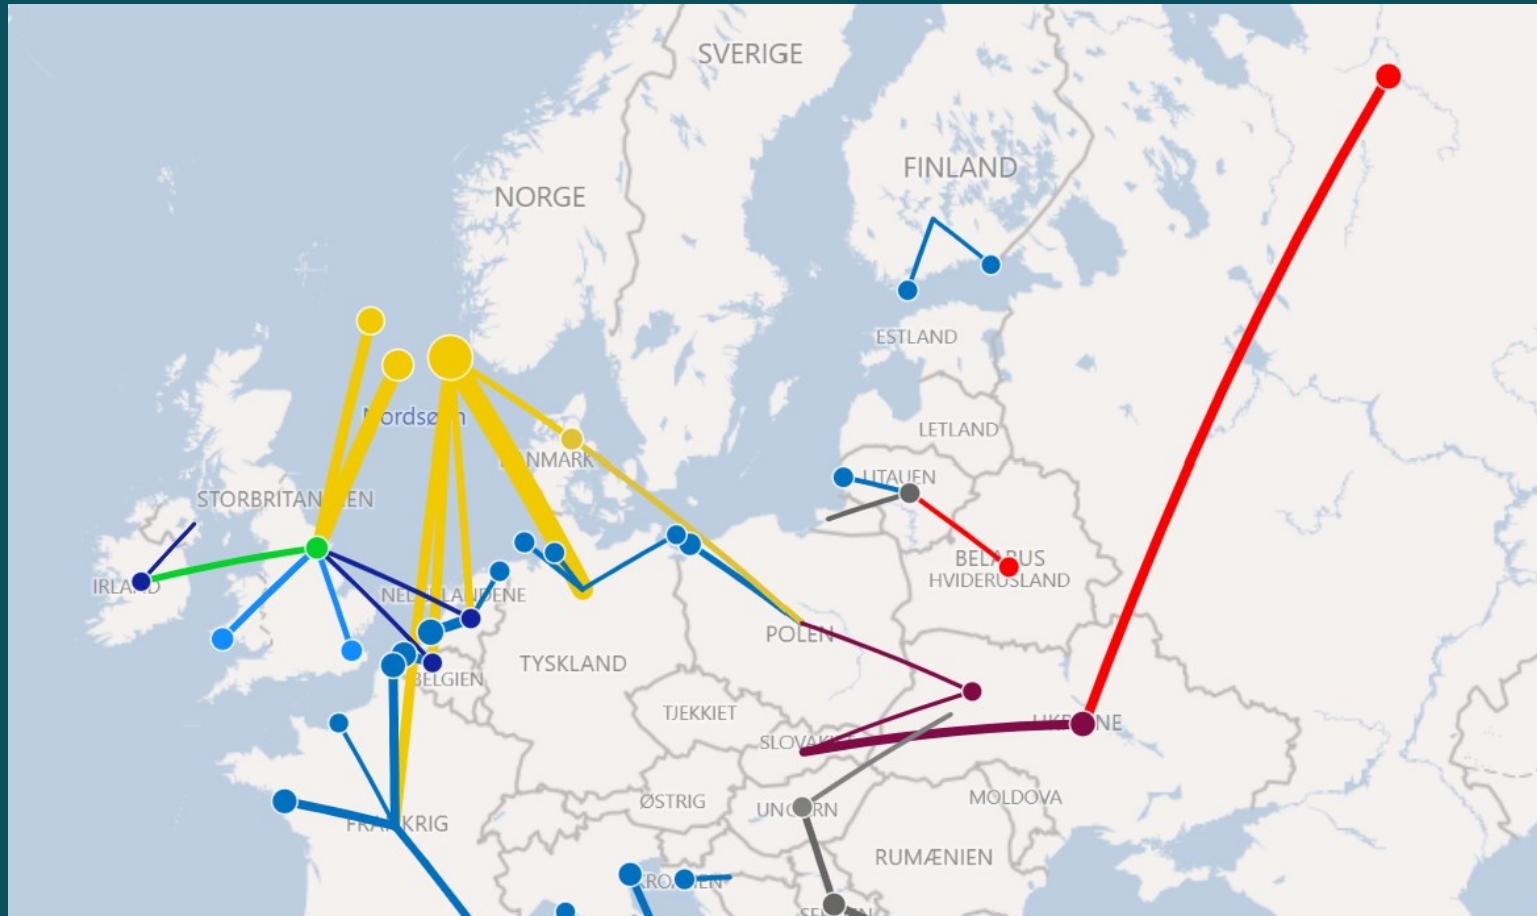 SVERIGE
FINLAND
NORGE
ESTLAND
Nordsøen
LETLAND
DANMARK
LITAUEN
STORBRITANNIEN
BELARUS
HVIDERUSLAND
IRLAND
NEDERLANDENE
POLEN
TYSKLAND
BELGIEN
TJEKKIET
UKRAINE
SLOVAKIET
ØSTRIG
MOLDOVA
UNGARN
FRANKRIG
RUMÆNIEN
KROATIEN
SERBIEN